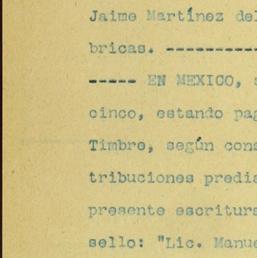 Jaime Martínez del
bricas. -----------
----- EN MEXICO,
cinco, estando pag
Timbre, según cons
tribuciones predia
presente escritura
sello: "Lic. Manue